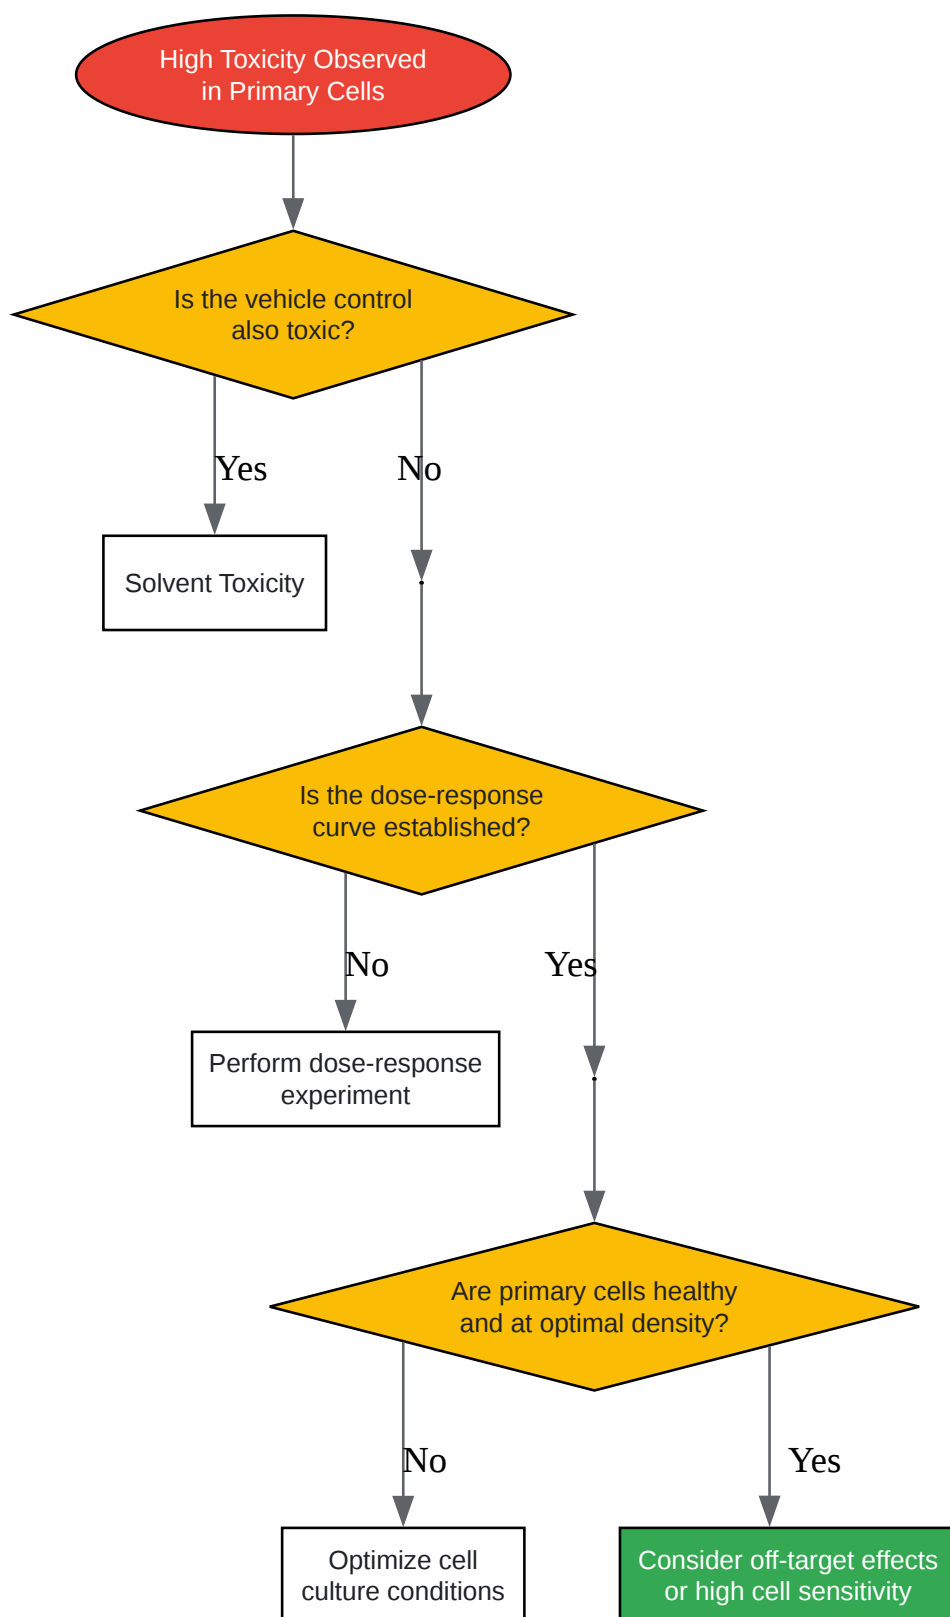 High Toxicity Observed
in Primary Cells
Is the vehicle control
also toxic?
Yes
No
Solvent Toxicity
Is the dose-response
curve established?
No
Yes
Perform dose-response
experiment
Are primary cells healthy
and at optimal density?
No
Yes
Optimize cell
culture conditions
Consider off-target effects
or high cell sensitivity